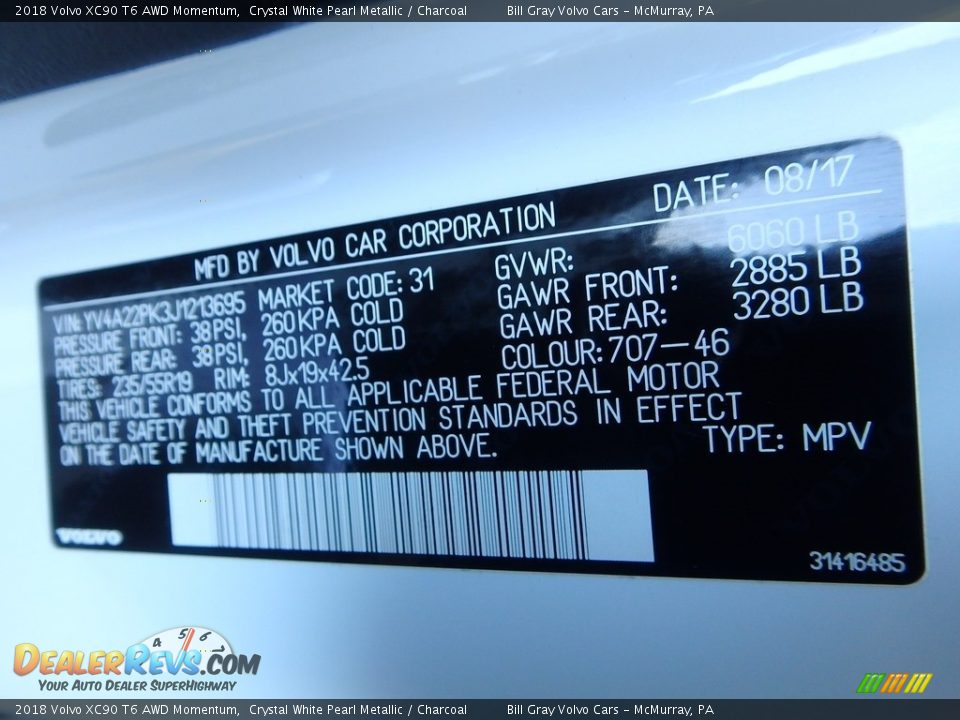 2018 Volvo XC90 T6 AWD Momentum, Crystal White Pearl Metallic / Charcoal Bill Gray Volvo Cars – McMurray, PA
MFD BY VOLVO CAR CORPORATION DATE: 08/17
VIN: YV4A22PK3J1213695 MARKET CODE: 31 GVWR: 6060 LB
PRESSURE FRONT: 38 PSI, 260 KPA COLD GAWR FRONT: 2885 LB
PRESSURE REAR: 38 PSI, 260 KPA COLD GAWR REAR: 3280 LB
TIRES: 235/55R19 RIM: 8Jx19x42.5 COLOUR: 707-46
THIS VEHICLE CONFORMS TO ALL APPLICABLE FEDERAL MOTOR
VEHICLE SAFETY AND THEFT PREVENTION STANDARDS IN EFFECT
ON THE DATE OF MANUFACTURE SHOWN ABOVE. TYPE: MPV
VOLVO 31416485
4 5 6
DealerRevs.com
Your Auto Dealer SuperHighway
2018 Volvo XC90 T6 AWD Momentum, Crystal White Pearl Metallic / Charcoal Bill Gray Volvo Cars – McMurray, PA